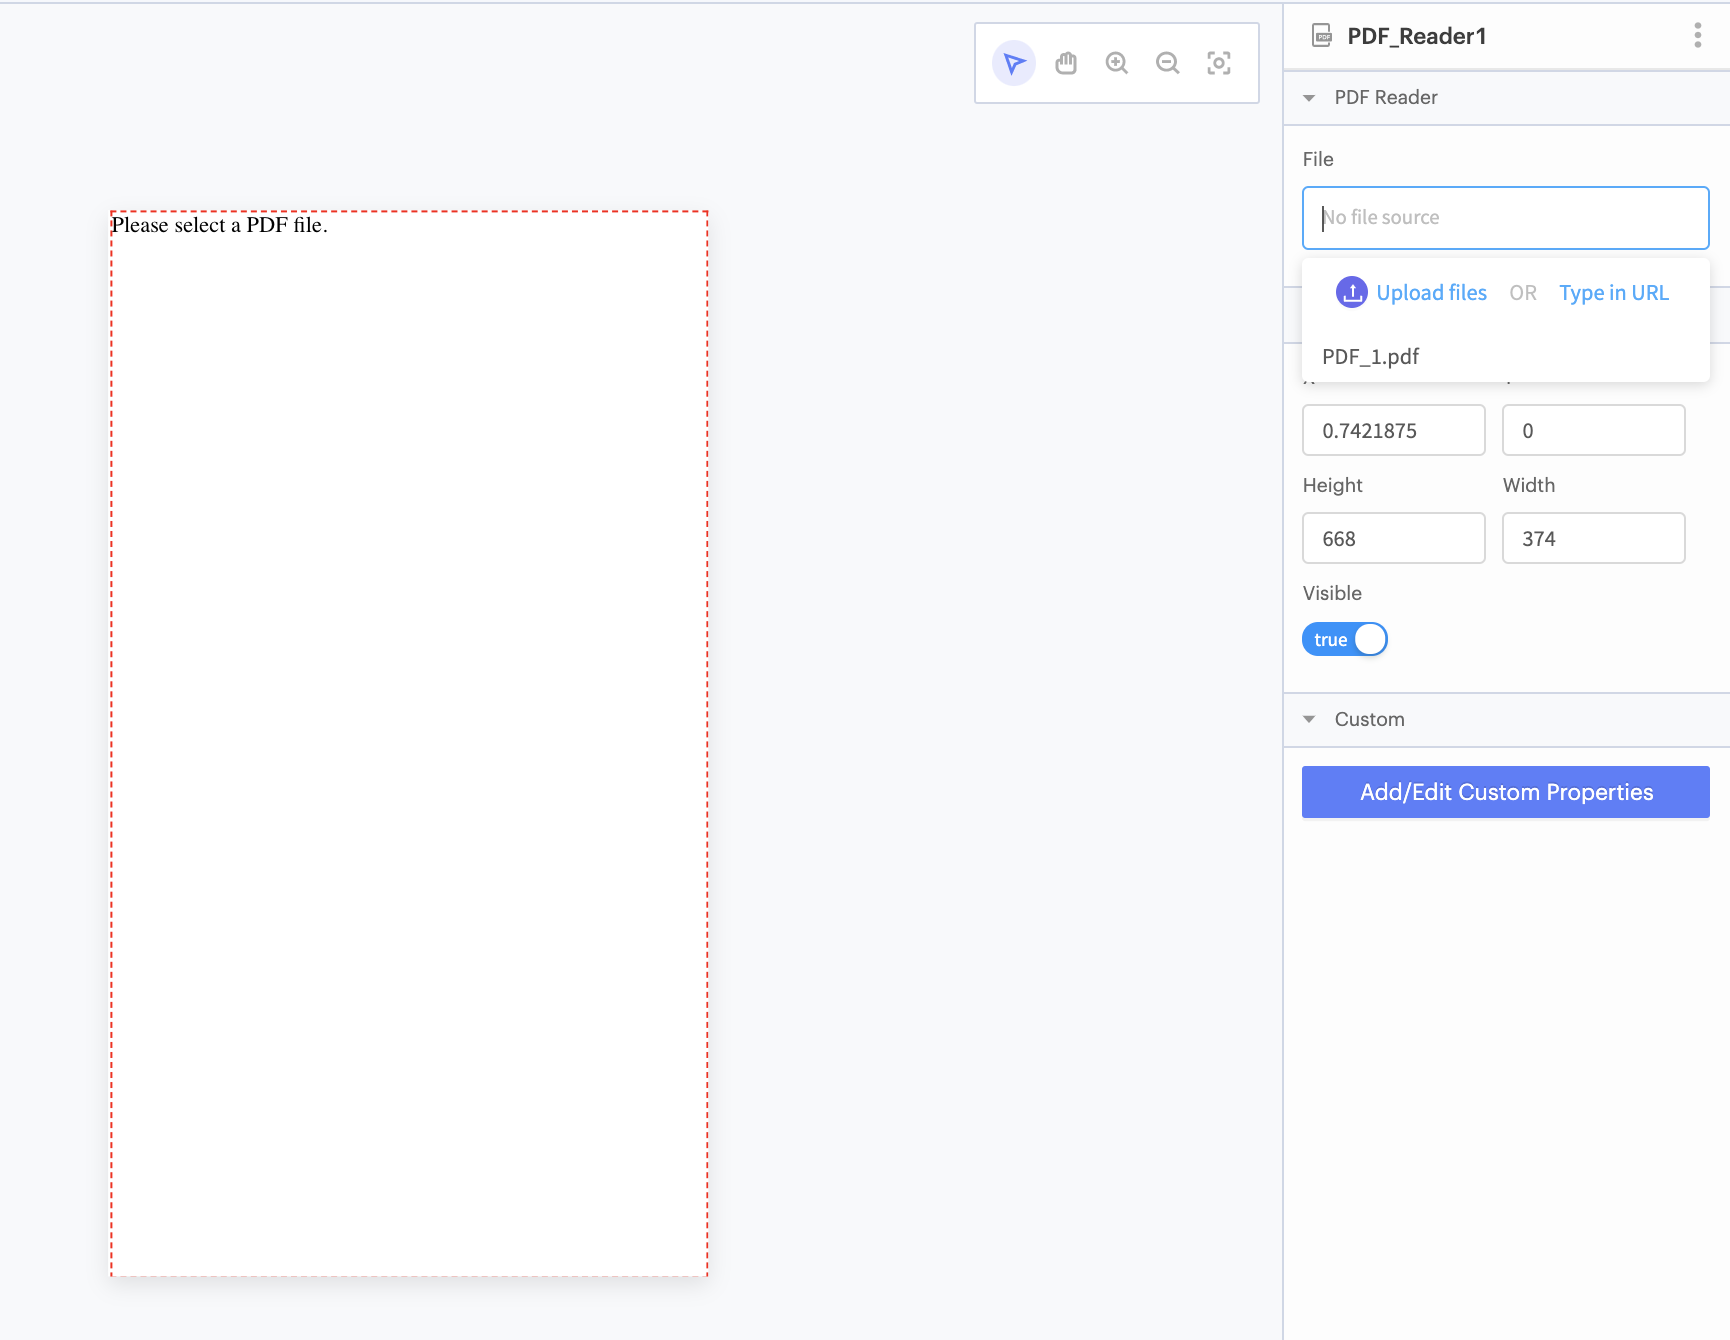 PDF_Reader1
PDF Reader
File
No file source
Upload files OR Type in URL
PDF_1.pdf
0.7421875 0
Height Width
668 374
Visible
true
Custom
Add/Edit Custom Properties
Please select a PDF file.